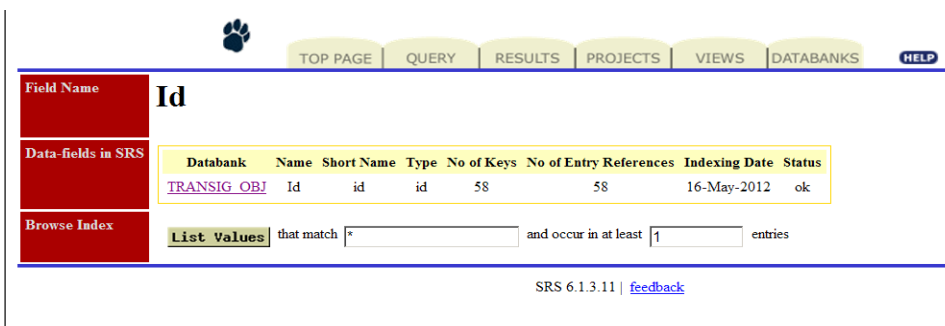 TOP PAGE QUERY RESULTS PROJECTS VIEWS DATABANKS HELP
Field Name
Id
Data-fields in SRS
Databank Name Short Name Type No of Keys No of Entry References Indexing Date Status
TRANSIG_OBJ Id id id 58 58 16-May-2012 ok
Browse Index
List Values that match * and occur in at least 1 entries
SRS 6.1.3.11 | feedback